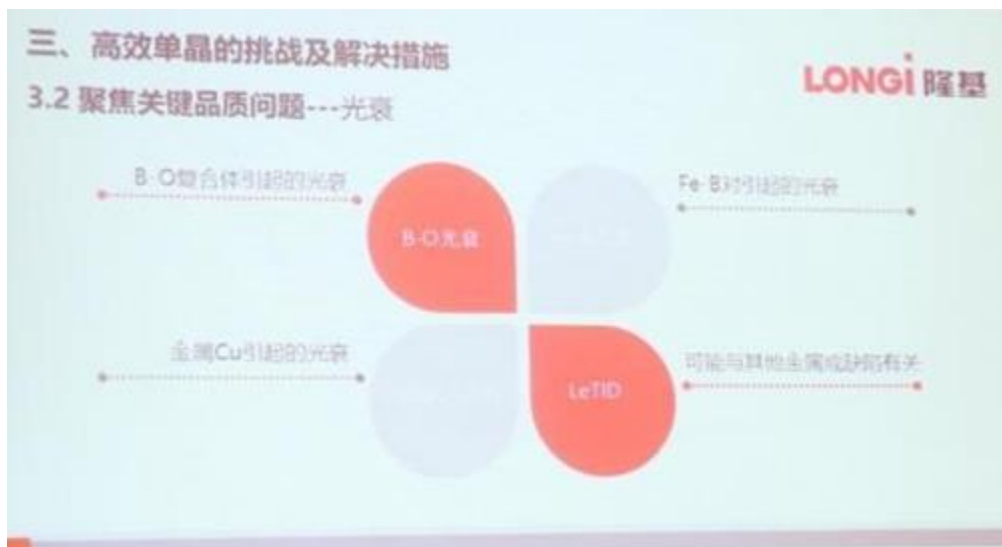 三、高效单晶的挑战及解决措施
LONGi 隆基
3.2 聚焦关键品质问题---光衰
B-O复合体引起的光衰
Fe-B对引起的光衰
B-O光衰
金属Cu引起的光衰
可能与其他金属或缺陷有关
LeTID